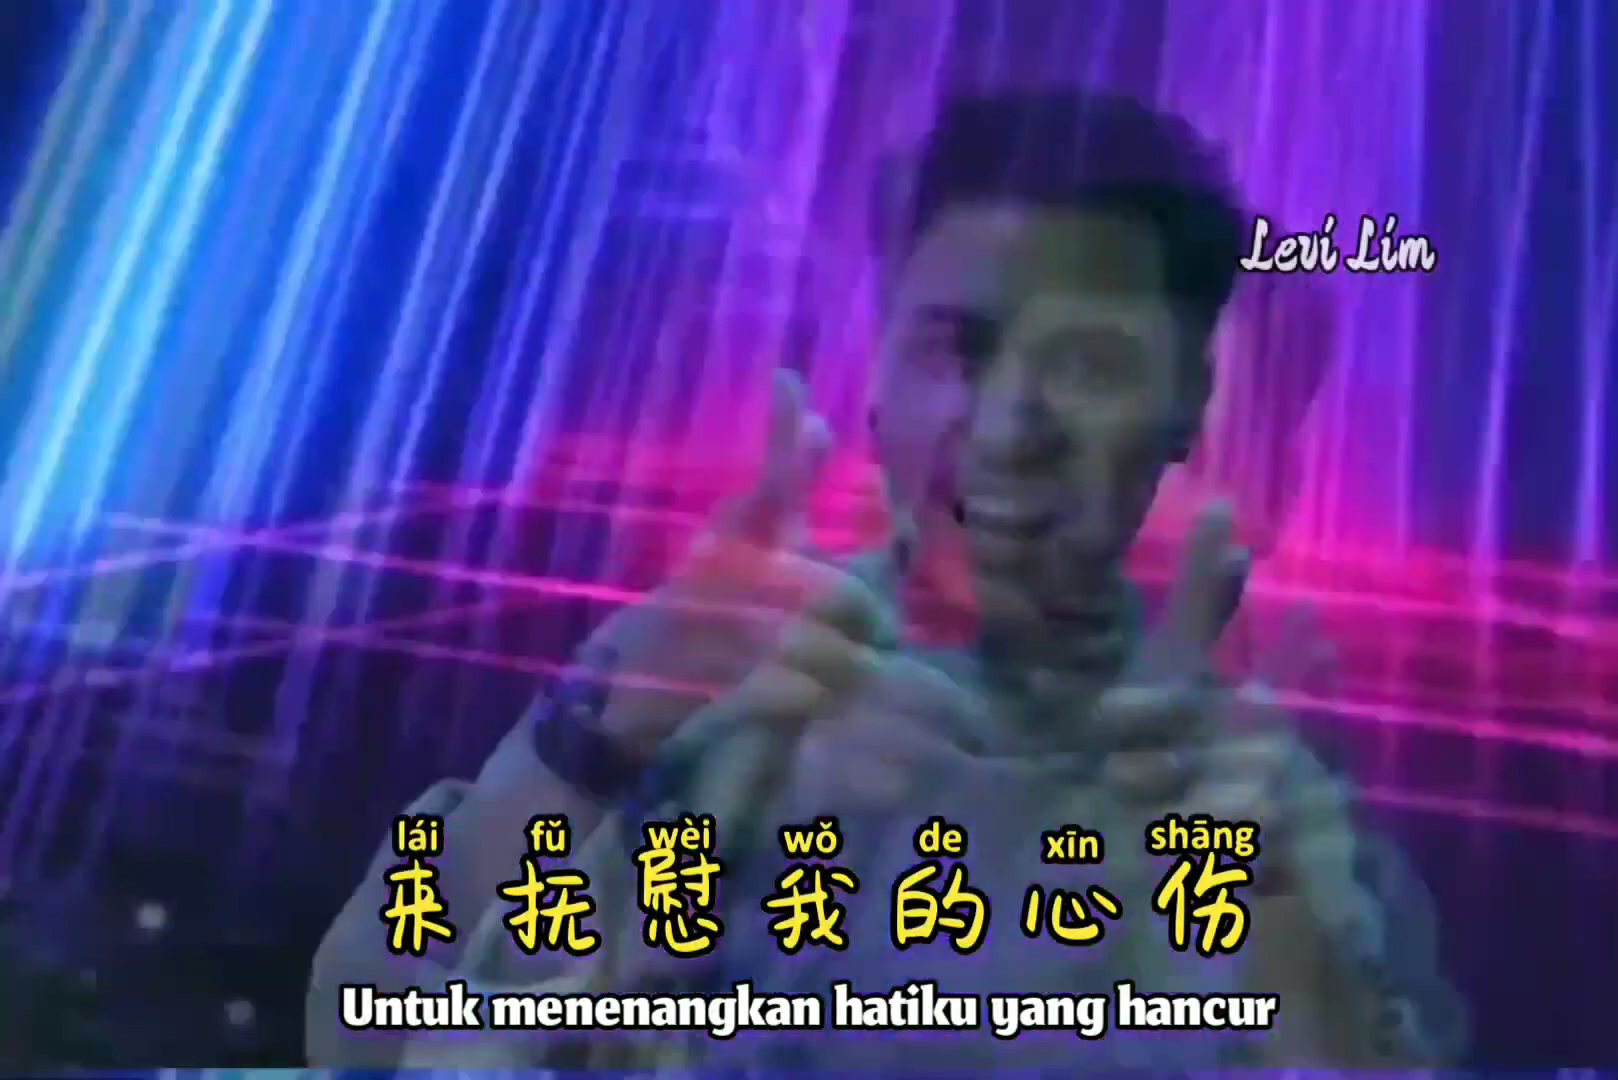 Levi Lim
lái fǔ wèi wǒ de xīn shāng
来 抚 慰 我 的 心 伤
Untuk menenangkan hatiku yang hancur